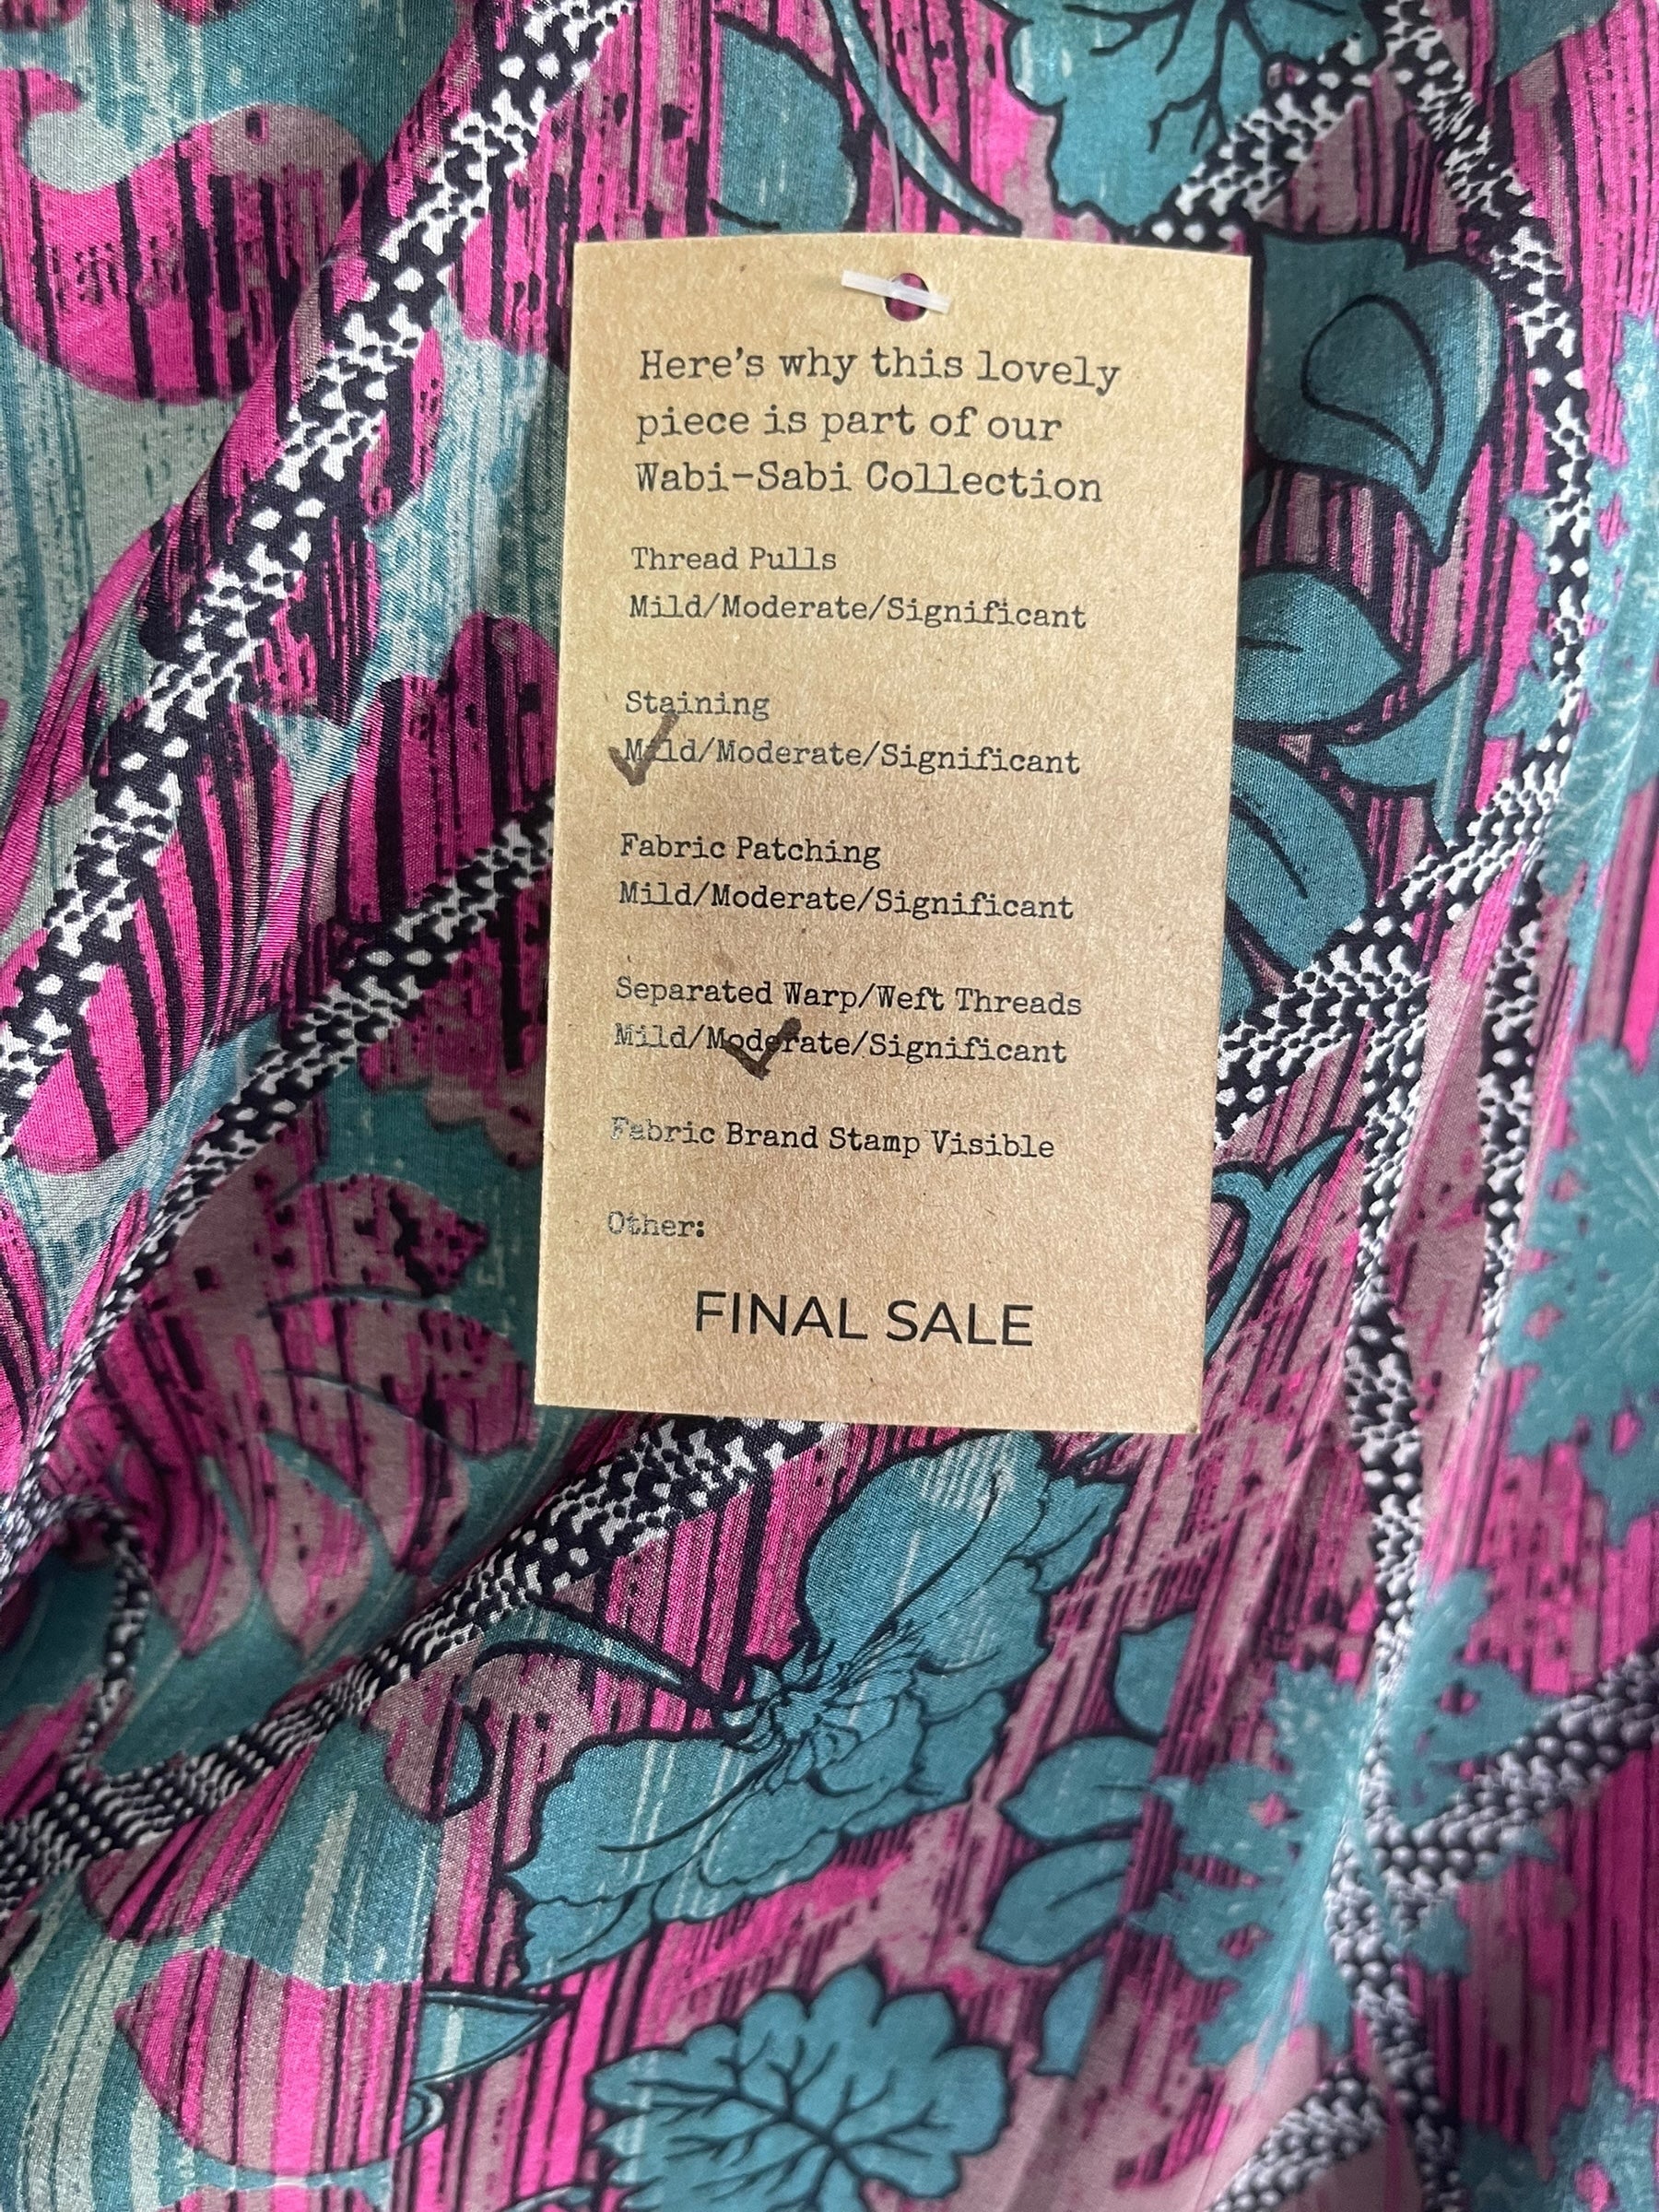 Here's why this lovely
piece is part of our
Wabi-Sabi Collection
Thread Pulls
Mild/Moderate/Significant
Staining
Mild/Moderate/Significant
Fabric Patching
Mild/Moderate/Significant
Separated Warp/Weft Threads
Mild/Moderate/Significant
Fabric Brand Stamp Visible
Other:
FINAL SALE